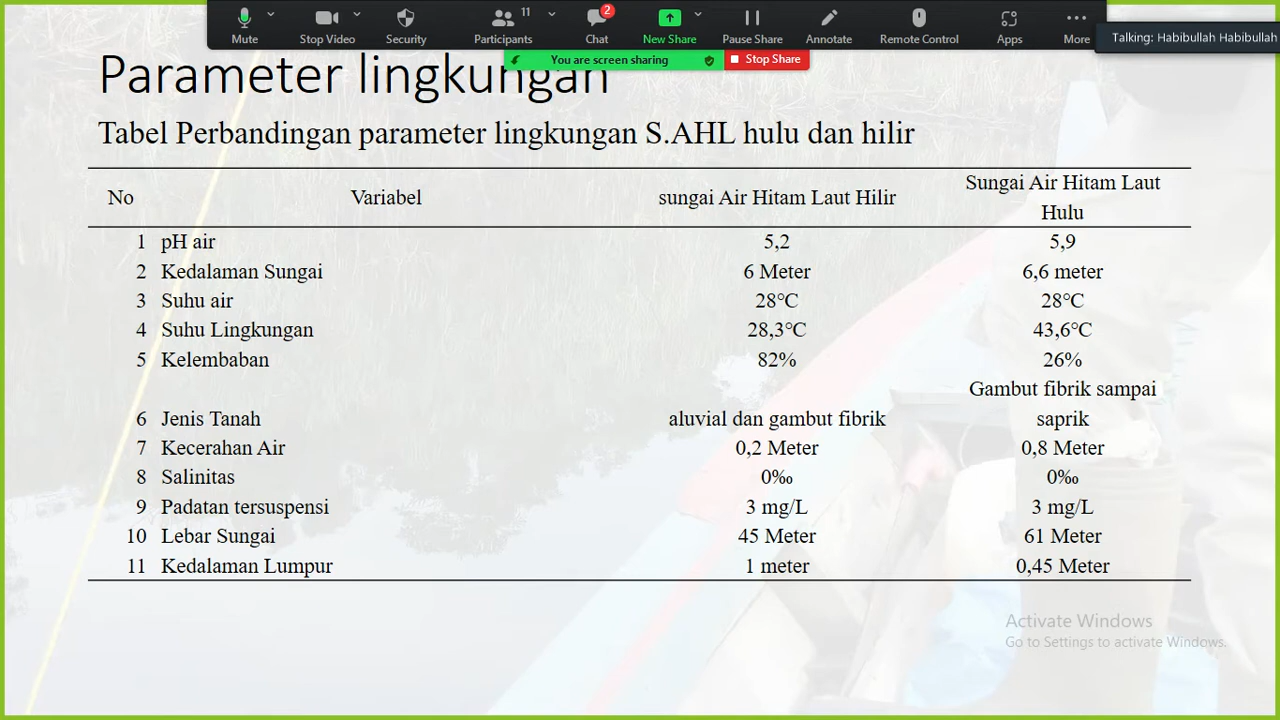 Mute
Stop Video
Security
Participants
11
Chat
2
New Share
Pause Share
Annotate
Remote Control
Apps
More
Talking: Habibullah Habibullah
You are screen sharing
Stop Share
Parameter lingkungan
Tabel Perbandingan parameter lingkungan S.AHL hulu dan hilir
No Variabel sungai Air Hitam Laut Hilir Sungai Air Hitam Laut
Hulu
1 pH air 5,2 5,9
2 Kedalaman Sungai 6 Meter 6,6 meter
3 Suhu air 28°C 28°C
4 Suhu Lingkungan 28,3°C 43,6°C
5 Kelembaban 82% 26%
Gambut fibrik sampai
6 Jenis Tanah aluvial dan gambut fibrik saprik
7 Kecerahan Air 0,2 Meter 0,8 Meter
8 Salinitas 0‰ 0‰
9 Padatan tersuspensi 3 mg/L 3 mg/L
10 Lebar Sungai 45 Meter 61 Meter
11 Kedalaman Lumpur 1 meter 0,45 Meter
Activate Windows
Go to Settings to activate Windows.